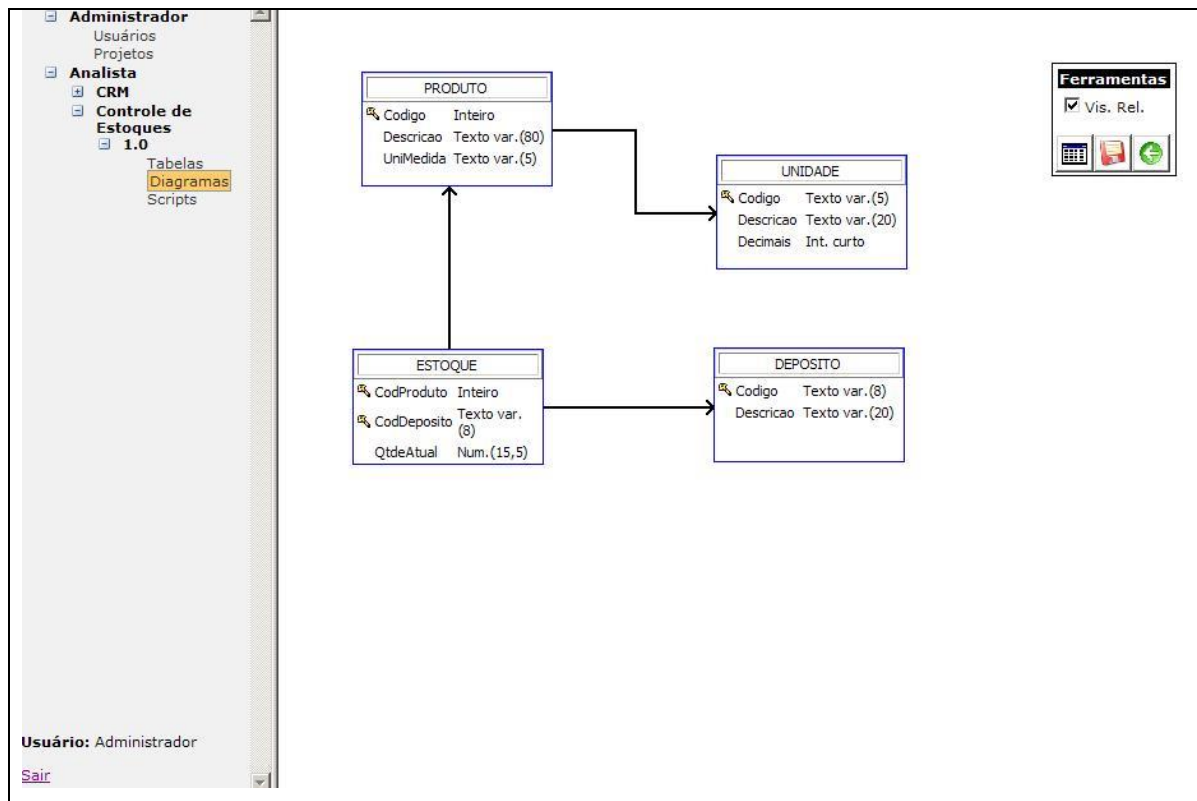 Administrador
Usuários
Projetos
Analista
CRM
Controle de
Estoques
1.0
Tabelas
Diagramas
Scripts
Usuário: Administrador
Sair
PRODUTO
Codigo Inteiro
Descricao Texto var.(80)
UniMedida Texto var.(5)
UNIDADE
Codigo Texto var.(5)
Descricao Texto var.(20)
Decimais Int. curto
ESTOQUE
CodProduto Inteiro
CodDeposito Texto var.
(8)
QtdeAtual Num.(15,5)
DEPOSITO
Codigo Texto var.(8)
Descricao Texto var.(20)
Ferramentas
Vis. Rel.